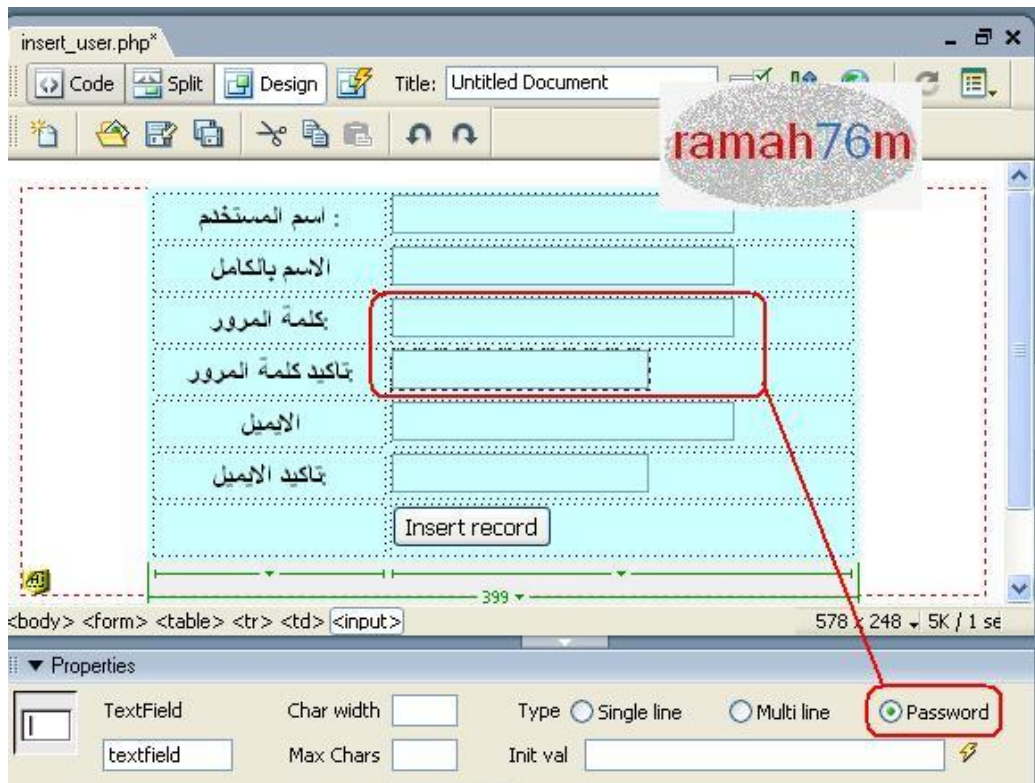 insert_user.php*
Code Split Design Title: Untitled Document
ramah76m
اسم المستخدم :
الاسم بالكامل
كلمة المرور:
تاكيد كلمة المرور:
الايميل
تاكيد الايميل:
Insert record
399
<body> <form> <table> <tr> <td> <input>
578 x 248 5K / 1 se
Properties
TextField Char width Type Single line Multi line Password
textfield Max Chars Init val